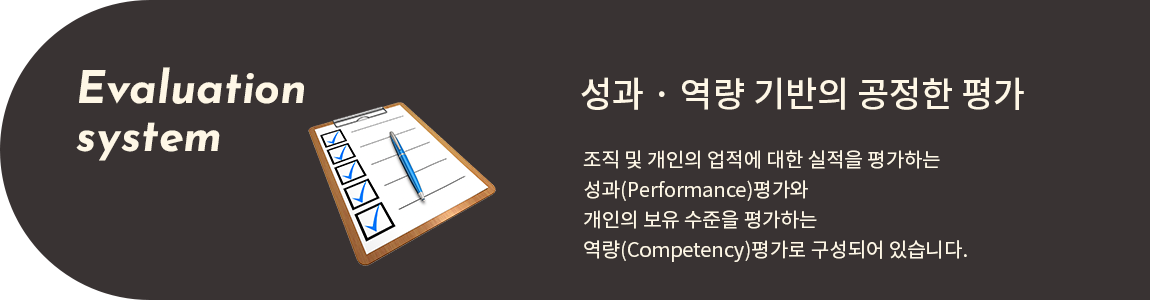 Evaluation
system
성과 · 역량 기반의 공정한 평가
조직 및 개인의 업적에 대한 실적을 평가하는
성과(Performance)평가와
개인의 보유 수준을 평가하는
역량(Competency)평가로 구성되어 있습니다.